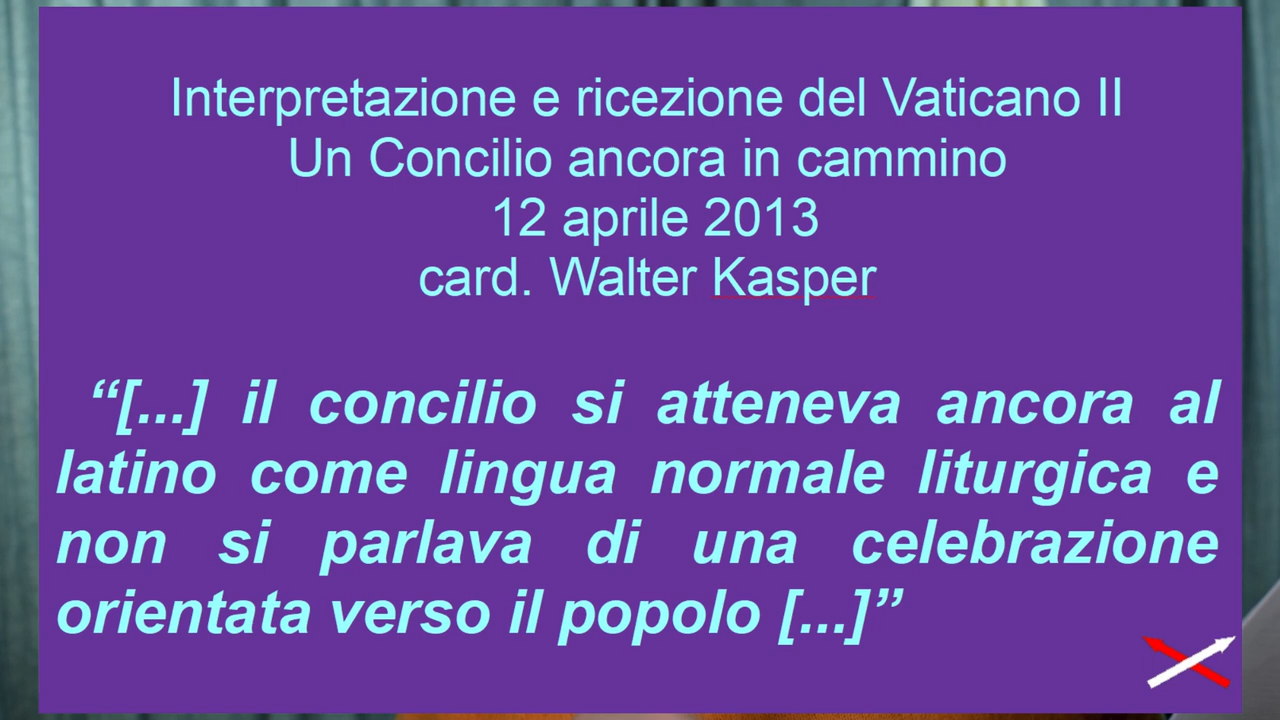 Interpretazione e ricezione del Vaticano II
Un Concilio ancora in cammino
12 aprile 2013
card. Walter Kasper
“[...] il concilio si atteneva ancora al
latino come lingua normale liturgica e
non si parlava di una celebrazione
orientata verso il popolo [...]”